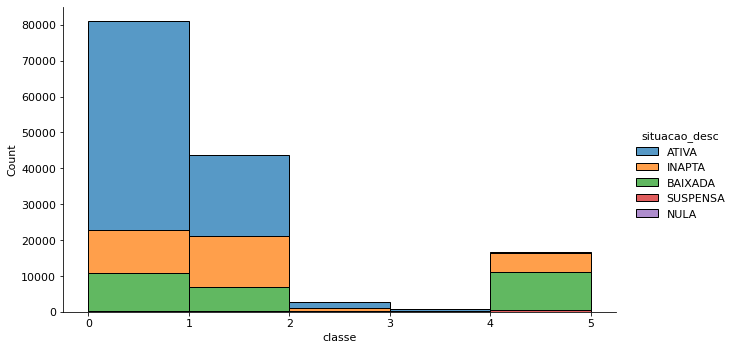 80000
70000
60000
50000
40000
30000
20000
10000
0
Count
0 1 2 3 4 5
classe
situacao_desc
ATIVA
INAPTA
BAIXADA
SUSPENSA
NULA